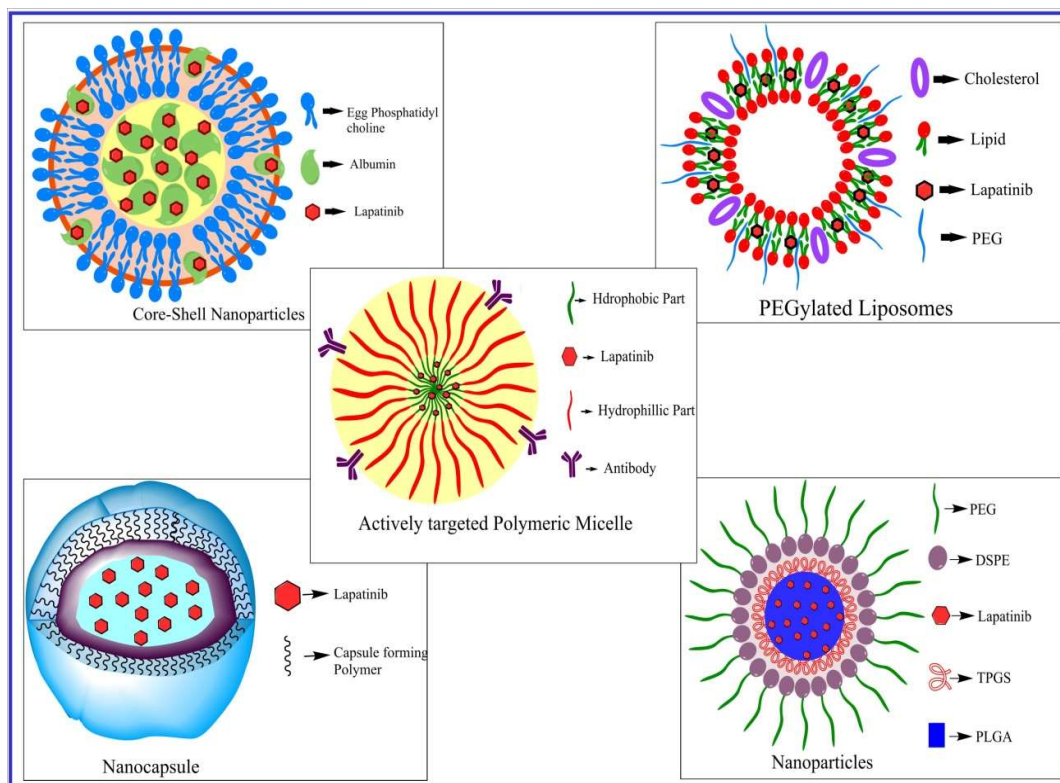 Egg Phosphatidyl
choline
Albumin
Lapatinib
Core-Shell Nanoparticles
Cholesterol
Lipid
Lapatinib
PEG
PEGylated Liposomes
Hdrophobic Part
Lapatinib
Hydrophillic Part
Antibody
Actively targeted Polymeric Micelle
Lapatinib
Capsule forming
Polymer
Nanocapsule
PEG
DSPE
Lapatinib
TPGS
PLGA
Nanoparticles